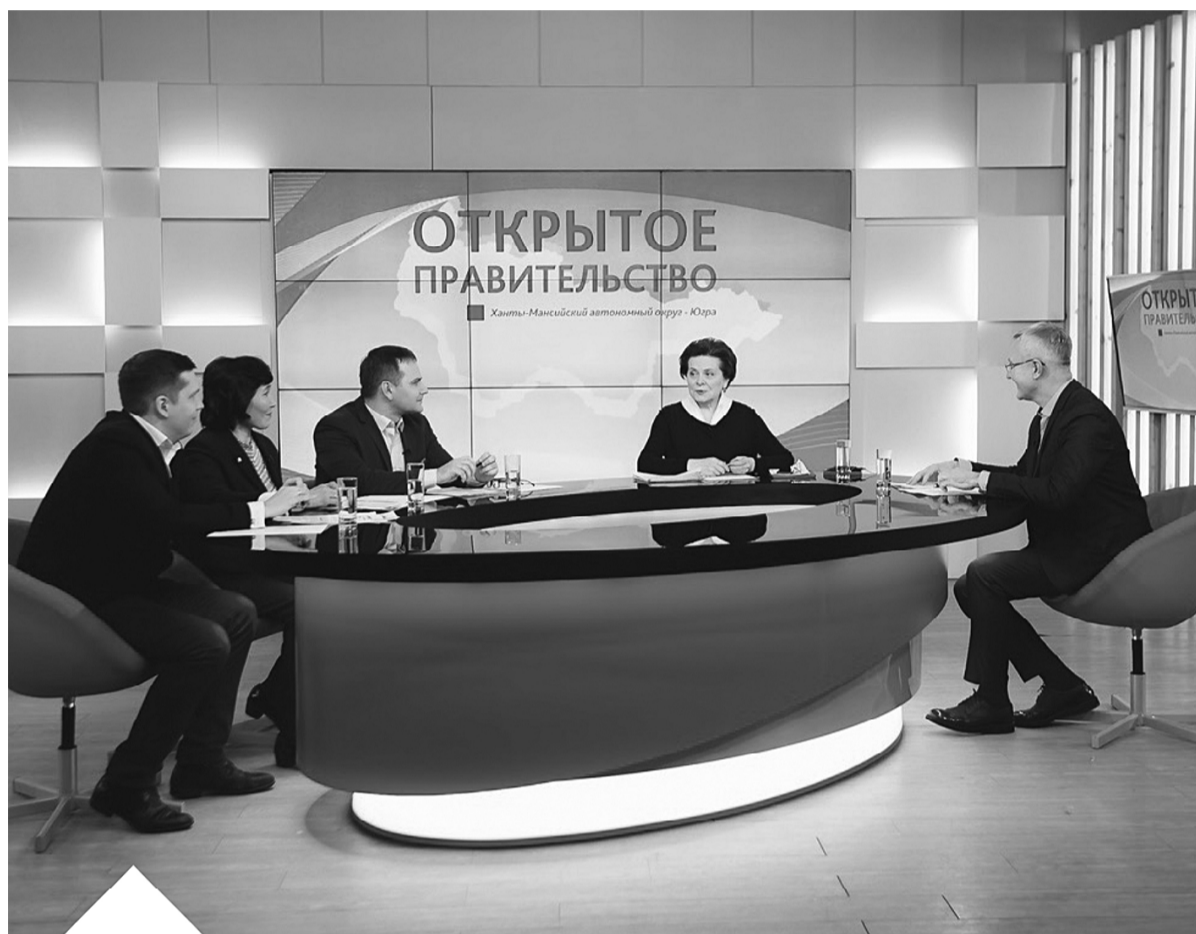 ОТКРЫТОЕ
ПРАВИТЕЛЬСТВО
Ханты-Мансийский автономный округ - Югра
ОТКРЫТ
ПРАВИТЕЛЬ